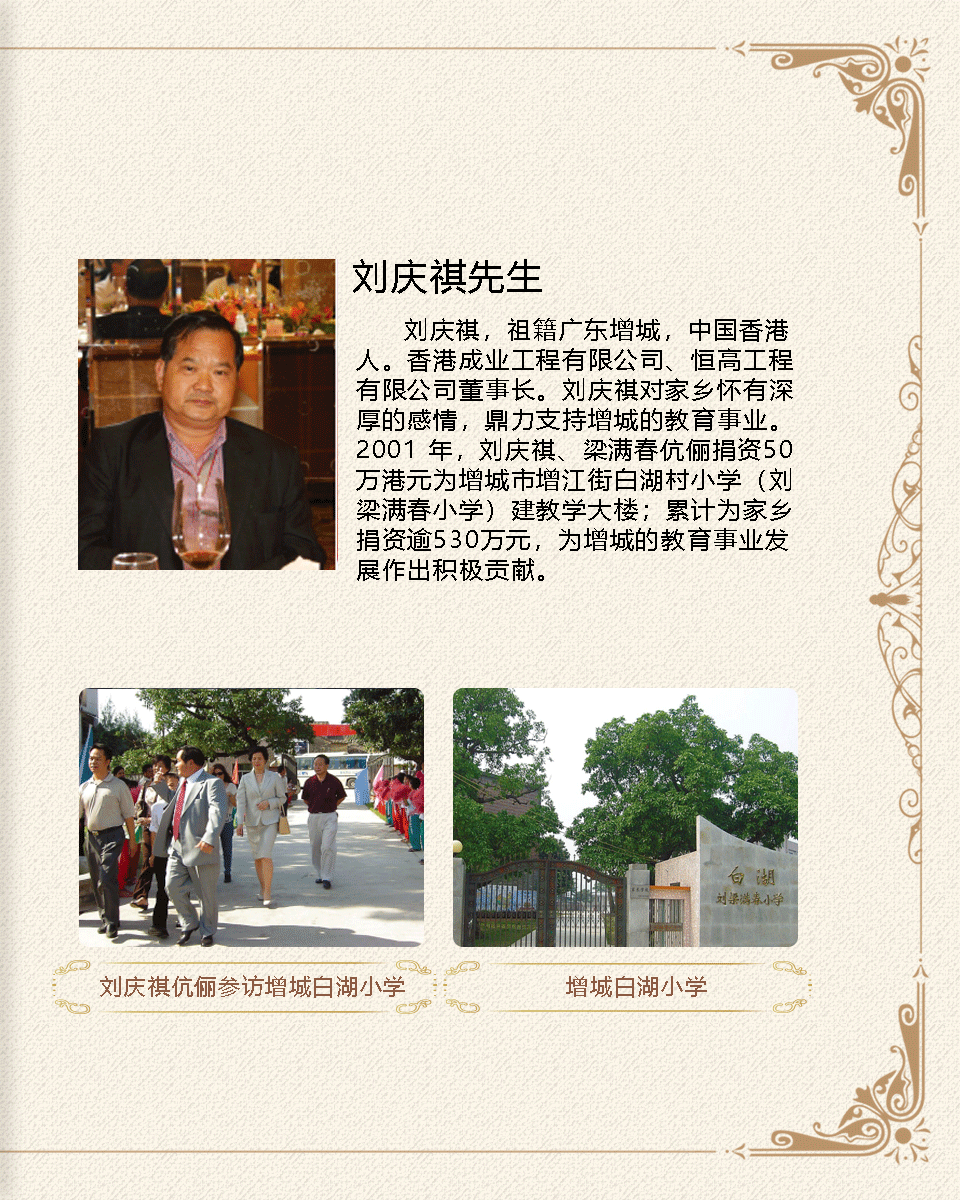 刘庆祺先生
刘庆祺，祖籍广东增城，中国香港
人。香港成业工程有限公司、恒高工程
有限公司董事长。刘庆祺对家乡怀有深
厚的感情，鼎力支持增城的教育事业。
2001 年，刘庆祺、梁满春伉俪捐资50
万港元为增城市增江街白湖村小学（刘
梁满春小学）建教学大楼；累计为家乡
捐资逾530万元，为增城的教育事业发
展作出积极贡献。
白湖
刘梁满春小学
刘庆祺伉俪参访增城白湖小学
增城白湖小学